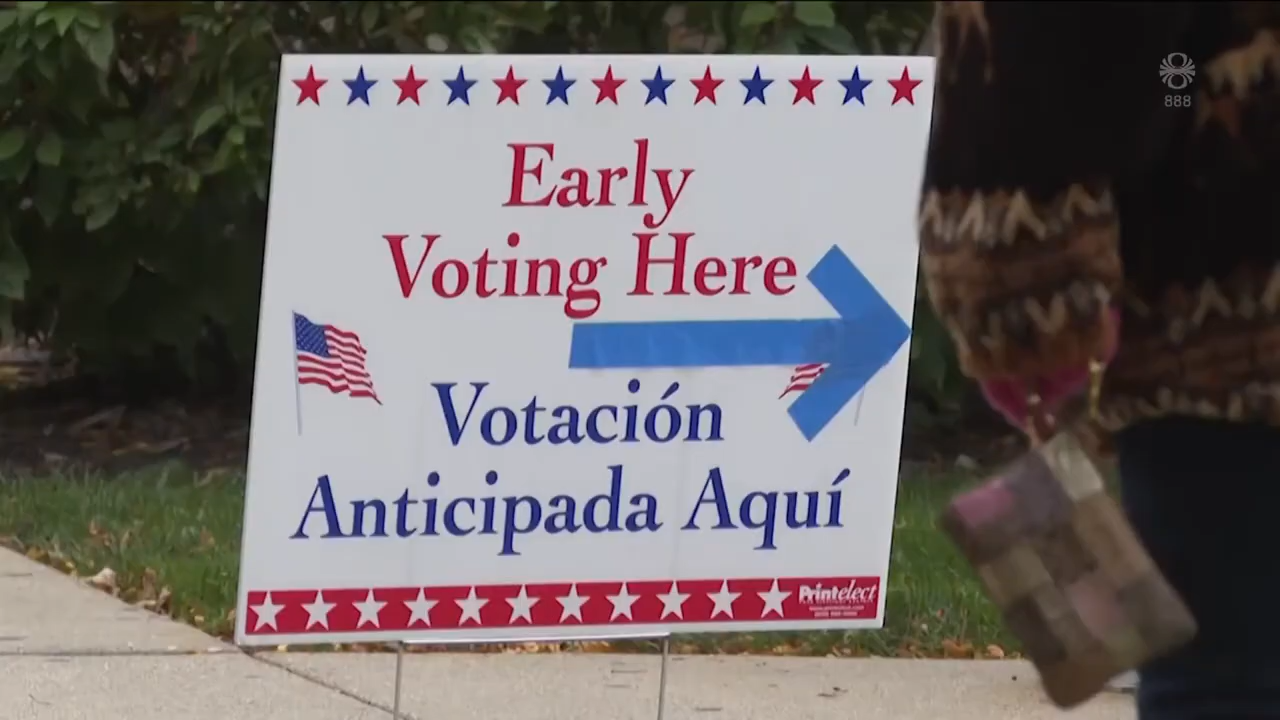 888
Early
Voting Here
Votación
Anticipada Aquí
Printelect